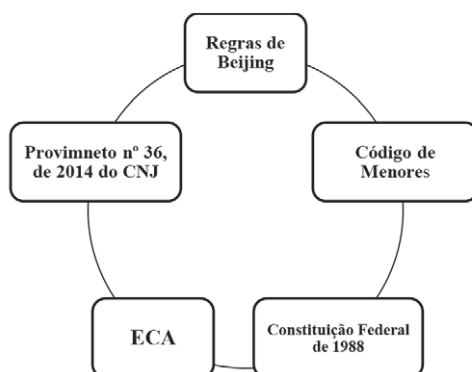 Regras de
Beijing
Código de
Menores
Constituição Federal
de 1988
ECA
Provimneto nº 36,
de 2014 do CNJ